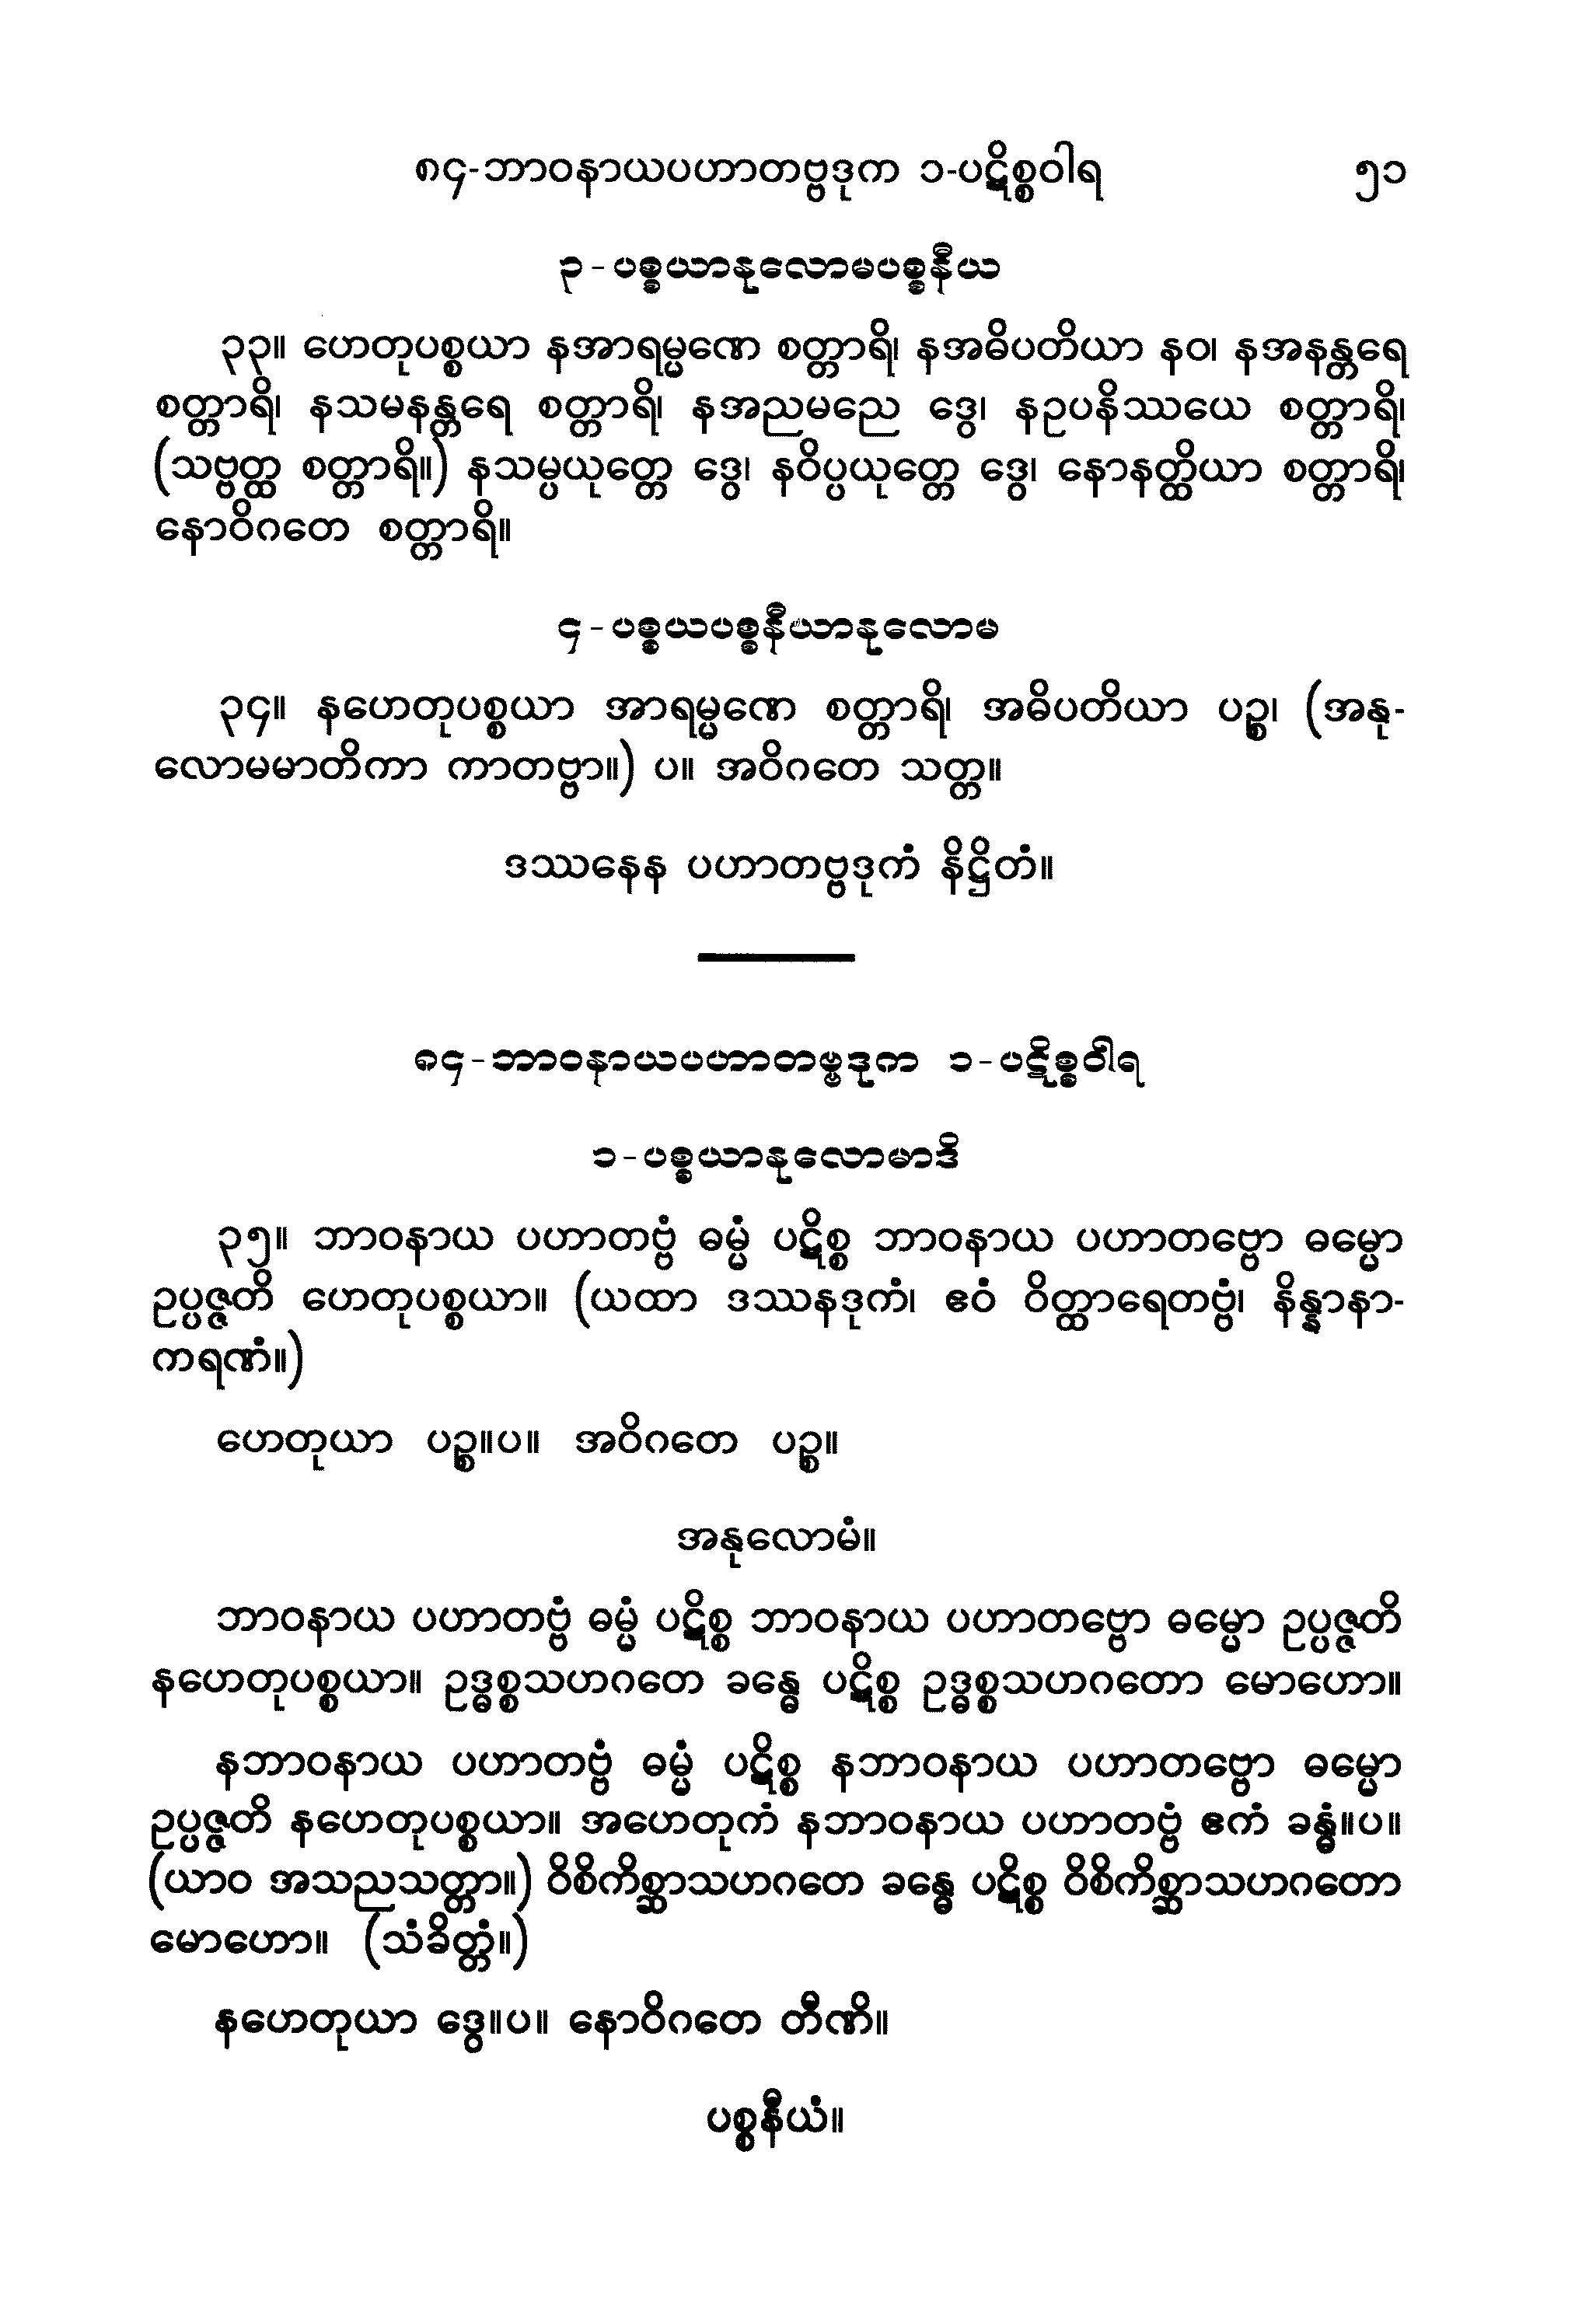 ၈၄-ဘာဝနာယပဟာတဗ္ဗဒုက ၁-ပဋိစ္စဝါရ ၅၁
၃-ပစ္စယာနုလောမပစ္စနီယ
၃၃။ ဟေတုပစ္စယာ နအာရမ္မဏေ စတ္တာရိ၊ နအဓိပတိယာ နဝ၊ နအနန္တရေ
စတ္တာရိ၊ နသမနန္တရေ စတ္တာရိ၊ နအညမညေ ဒွေ၊ နဥပနိဿယေ စတ္တာရိ၊
(သဗ္ဗတ္ထ စတ္တာရိ။) နသမ္ပယုတ္တေ ဒွေ၊ နဝိပ္ပယုတ္တေ ဒွေ၊ နောနတ္ထိယာ စတ္တာရိ၊
နောဝိဂတေ စတ္တာရိ။
၄-ပစ္စယပစ္စနီယာနုလောမ
၃၄။ နဟေတုပစ္စယာ အာရမ္မဏေ စတ္တာရိ၊ အဓိပတိယာ ပဉ္စ၊ (အနု-
လောမမာတိကာ ကာတဗ္ဗာ။) ပ။ အဝိဂတေ သတ္တ။
ဒဿနေန ပဟာတဗ္ဗဒုကံ နိဋ္ဌိတံ။
၈၄-ဘာဝနာယပဟာတဗ္ဗဒုက ၁-ပဋိစ္စဝါရ
၁-ပစ္စယာနုလောမာဒိ
၃၅။ ဘာဝနာယ ပဟာတဗ္ဗံ ဓမ္မံ ပဋိစ္စ ဘာဝနာယ ပဟာတဗ္ဗော ဓမ္မော
ဥပ္ပဇ္ဇတိ ဟေတုပစ္စယာ။ (ယထာ ဒဿနဒုကံ၊ ဧဝံ ဝိတ္ထာရေတဗ္ဗံ၊ နိန္နာနာ-
ကရဏံ။)
ဟေတုယာ ပဉ္စ။ပ။ အဝိဂတေ ပဉ္စ။
အနုလောမံ။
ဘာဝနာယ ပဟာတဗ္ဗံ ဓမ္မံ ပဋိစ္စ ဘာဝနာယ ပဟာတဗ္ဗော ဓမ္မော ဥပ္ပဇ္ဇတိ
နဟေတုပစ္စယာ။ ဥဒ္ဓစ္စသဟဂတေ ခန္ဓေ ပဋိစ္စ ဥဒ္ဓစ္စသဟဂတော မောဟော။
နဘာဝနာယ ပဟာတဗ္ဗံ ဓမ္မံ ပဋိစ္စ နဘာဝနာယ ပဟာတဗ္ဗော ဓမ္မော
ဥပ္ပဇ္ဇတိ နဟေတုပစ္စယာ။ အဟေတုကံ နဘာဝနာယ ပဟာတဗ္ဗံ ဧကံ ခန္ဓံ။ပ။
(ယာဝ အသညသတ္တာ။) ဝိစိကိစ္ဆာသဟဂတေ ခန္ဓေ ပဋိစ္စ ဝိစိကိစ္ဆာသဟဂတော
မောဟော။ (သံခိတ္တံ။)
နဟေတုယာ ဒွေ။ပ။ နောဝိဂတေ တီဏိ။
ပစ္စနီယံ။